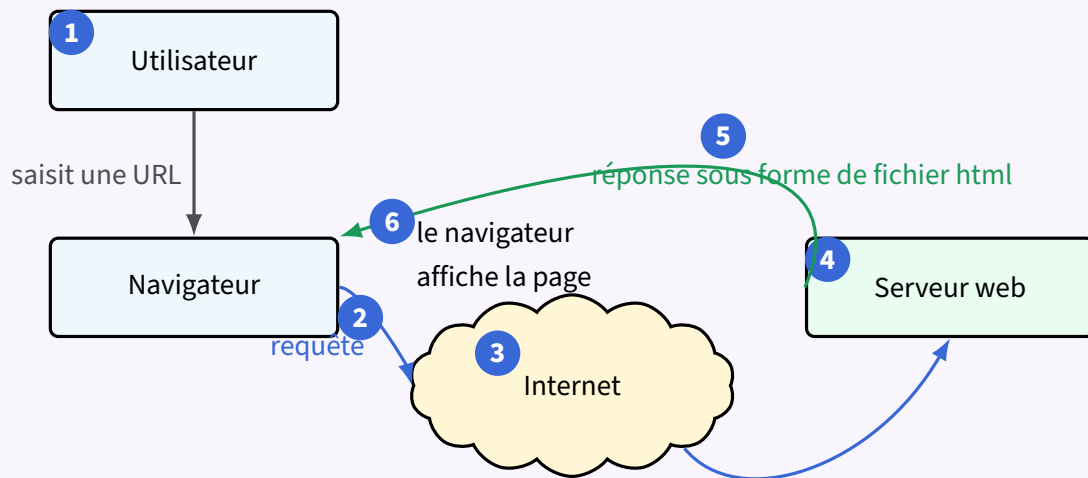 1
Utilisateur
saisit une URL
5
réponse sous forme de fichier html
6
le navigateur
affiche la page
Navigateur
4
Serveur web
2
requête
3
Internet